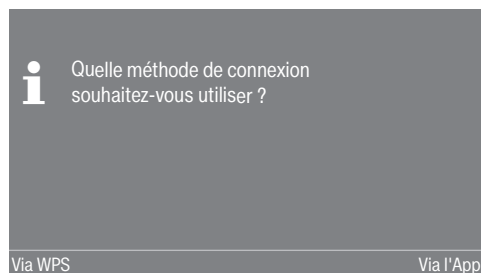 Quelle méthode de connexion
souhaitez-vous utiliser ?
Via WPS
Via l'App